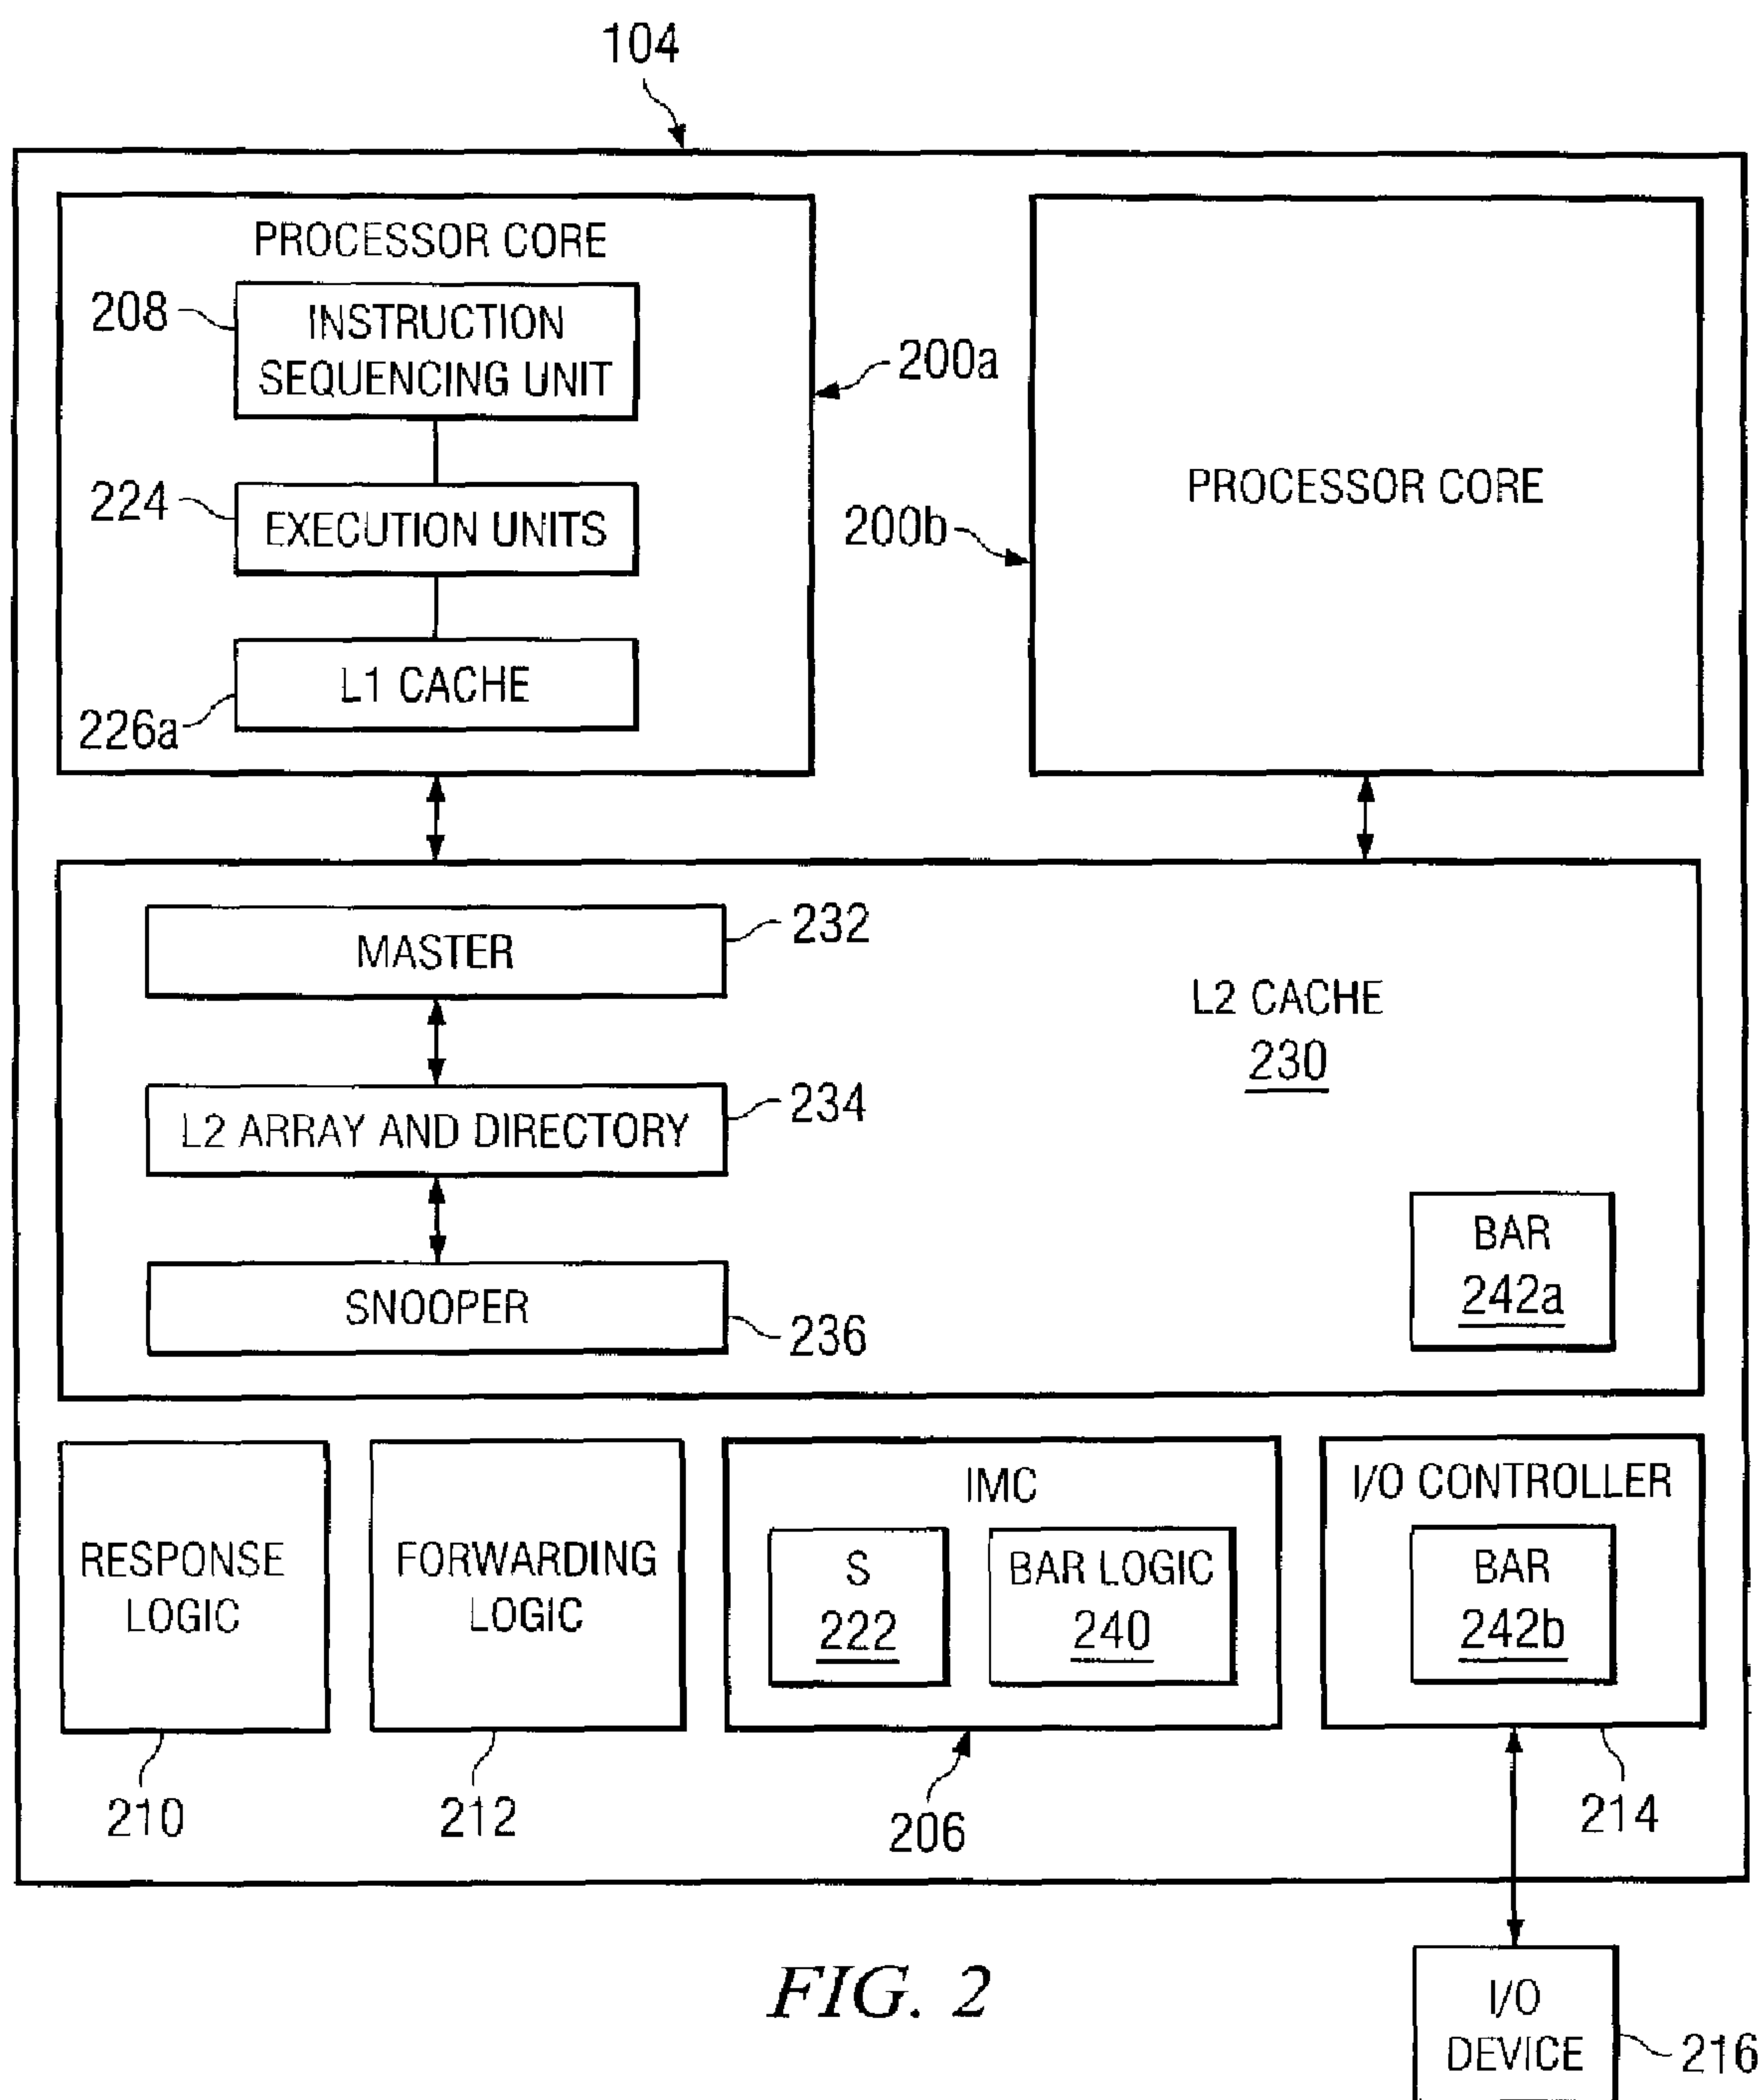 104
PROCESSOR CORE
208
INSTRUCTION
SEQUENCING UNIT
200a
224
EXECUTION UNITS
L1 CACHE
226a
PROCESSOR CORE
200b
MASTER
232
L2 CACHE
230
L2 ARRAY AND DIRECTORY
234
SNOOPER
236
BAR
242a
RESPONSE
LOGIC
210
FORWARDING
LOGIC
212
IMC
S
222
BAR LOGIC
240
206
I/O CONTROLLER
BAR
242b
214
FIG. 2
I/O
DEVICE
216